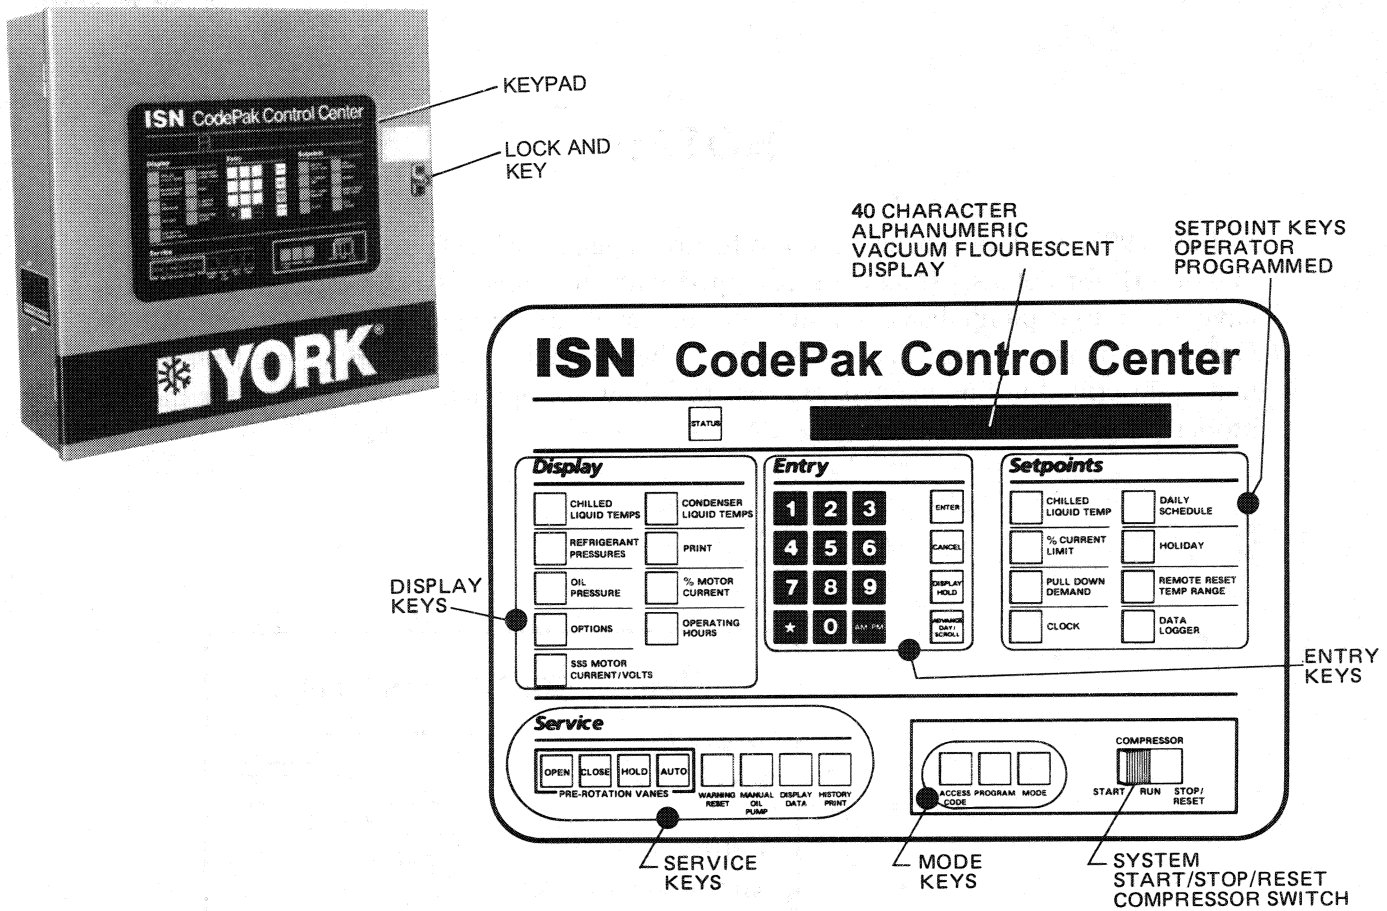 KEYPAD
ISN CodePak Control Center
LOCK AND
KEY
Display
Entry
Setpoints
Service
YORK®
40 CHARACTER
ALPHANUMERIC
VACUUM FLOURESCENT
DISPLAY
SETPOINT KEYS
OPERATOR
PROGRAMMED
ISN CodePak Control Center
STATUS
Display
CHILLED
LIQUID TEMPS
CONDENSER
LIQUID TEMPS
REFRIGERANT
PRESSURES
PRINT
OIL
PRESSURE
% MOTOR
CURRENT
OPTIONS
OPERATING
HOURS
SSS MOTOR
CURRENT/VOLTS
DISPLAY
KEYS
Entry
1 2 3
ENTER
4 5 6
CANCEL
7 8 9
DISPLAY
HOLD
* 0 AM/PM
ADVANCE
DAY/
SCROLL
Setpoints
CHILLED
LIQUID TEMP
DAILY
SCHEDULE
% CURRENT
LIMIT
HOLIDAY
PULL DOWN
DEMAND
REMOTE RESET
TEMP RANGE
CLOCK
DATA
LOGGER
ENTRY
KEYS
Service
OPEN CLOSE HOLD AUTO
PRE-ROTATION VANES
WARNING
RESET
MANUAL
OIL
PUMP
DISPLAY
DATA
HISTORY
PRINT
ACCESS
CODE
PROGRAM
MODE
COMPRESSOR
START RUN STOP/
RESET
SERVICE
KEYS
MODE
KEYS
SYSTEM
START/STOP/RESET
COMPRESSOR SWITCH